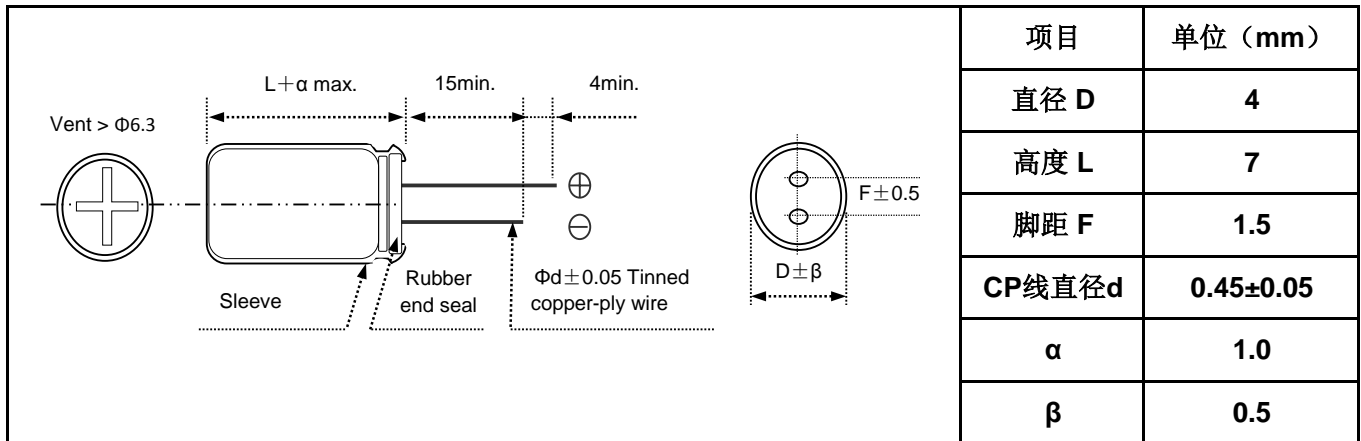 L+α max.
15min.
4min.
Vent > Φ6.3
⊕
⊖
Sleeve
Rubber
end seal
Φd±0.05 Tinned
copper-ply wire
F±0.5
D±β
项目 单位（mm）
直径 D 4
高度 L 7
脚距 F 1.5
CP线直径d 0.45±0.05
α 1.0
β 0.5